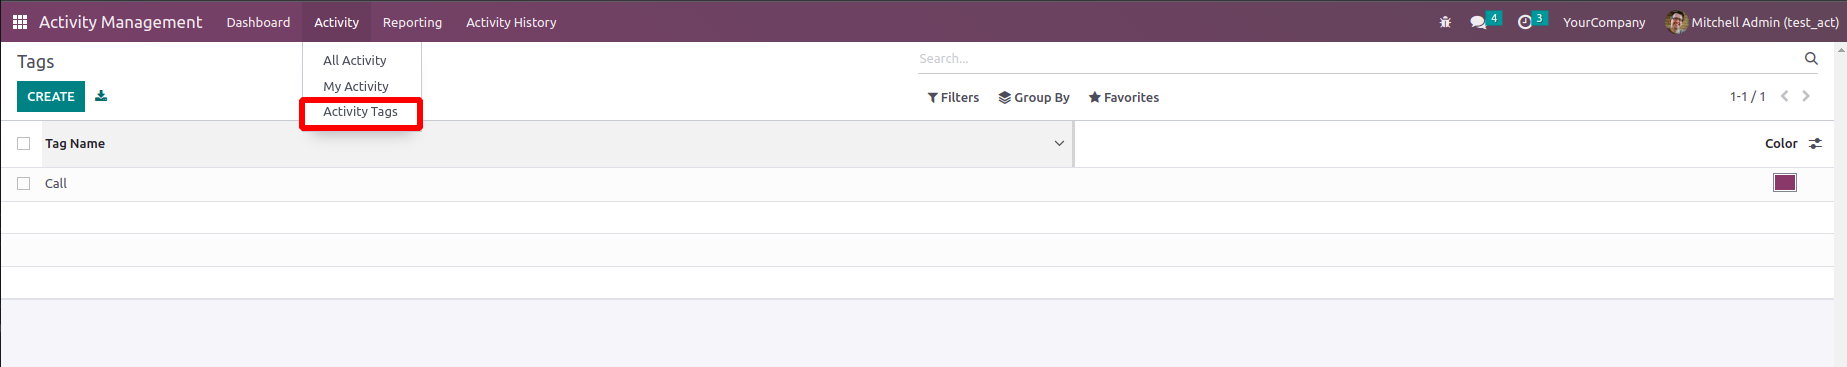 Activity Management Dashboard Activity Reporting Activity History 4 3 YourCompany Mitchell Admin (test_act)
All Activity
My Activity
Activity Tags
Tags
Search...
CREATE
Filters Group By Favorites 1-1 / 1
Tag Name Color
Call